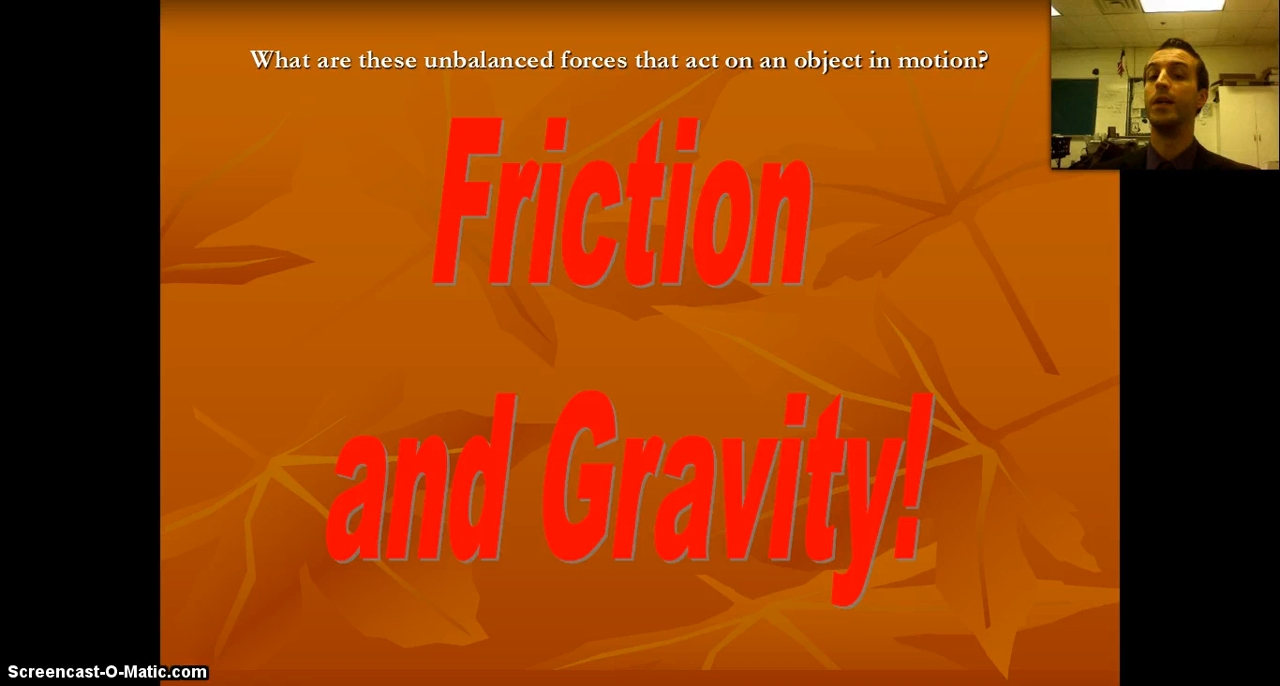 What are these unbalanced forces that act on an object in motion?
Friction
and Gravity!
Screencast-O-Matic.com